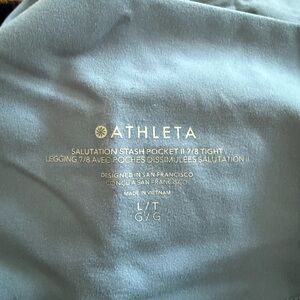 ATHLETA
SALUTATION STASH POCKET II 7/8 TIGHT
LEGGING 7/8 AVEC POCHES DISSIMULÉES SALUTATION II
DESIGNED IN SAN FRANCISCO
CONÇU À SAN FRANCISCO
MADE IN VIETNAM
L/T
G/G